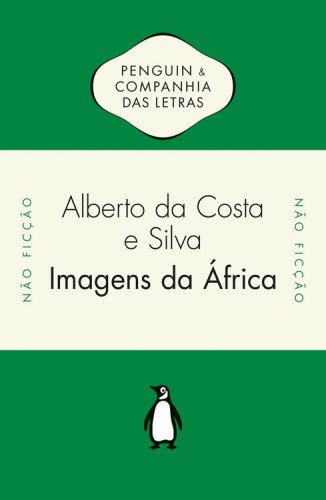 PENGUIN &
COMPANHIA
DAS LETRAS
NÃO FICÇÃO
Alberto da Costa
e Silva
Imagens da África
NÃO FICÇÃO